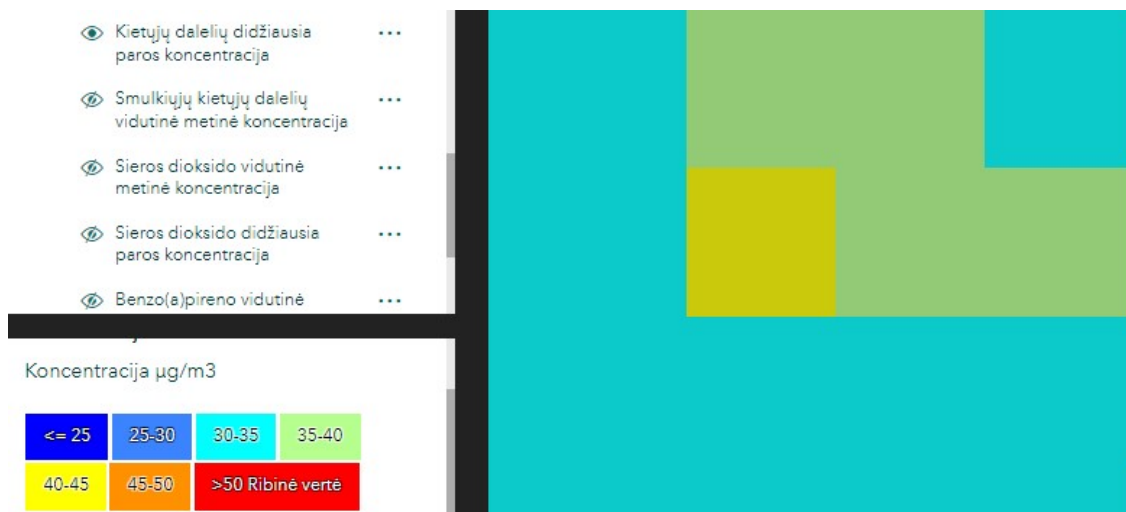 Kietųjų dalelių didžiausia
paros koncentracija
Smulkiųjų kietųjų dalelių
vidutinė metinė koncentracija
Sieros dioksido vidutinė
metinė koncentracija
Sieros dioksido didžiausia
paros koncentracija
Benzo(a)pireno vidutinė
Koncentracija µg/m3
<= 25 25-30 30-35 35-40
40-45 45-50 >50 Ribinė vertė